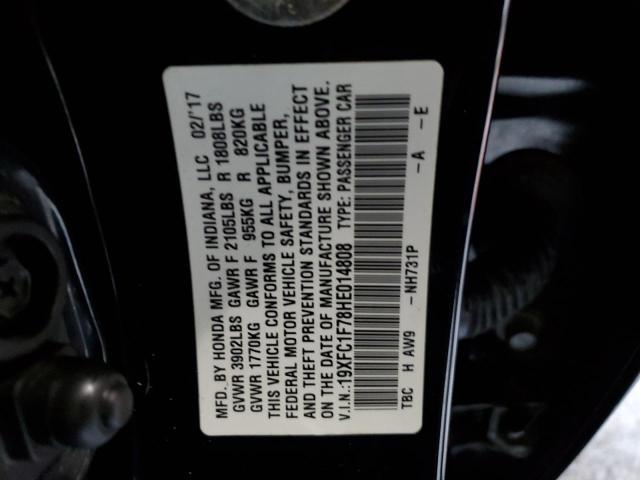 MFD. BY HONDA MFG. OF INDIANA, LLC 02/'17
GVWR 3902LBS GAWR F 2105LBS R 1808LBS
GVWR 1770KG GAWR F 955KG R 820KG
THIS VEHICLE CONFORMS TO ALL APPLICABLE
FEDERAL MOTOR VEHICLE SAFETY, BUMPER,
AND THEFT PREVENTION STANDARDS IN EFFECT
ON THE DATE OF MANUFACTURE SHOWN ABOVE.
V.I.N.:19XFC1F78HE014808 TYPE: PASSENGER CAR
TBC H AW9 -NH731P -A -E